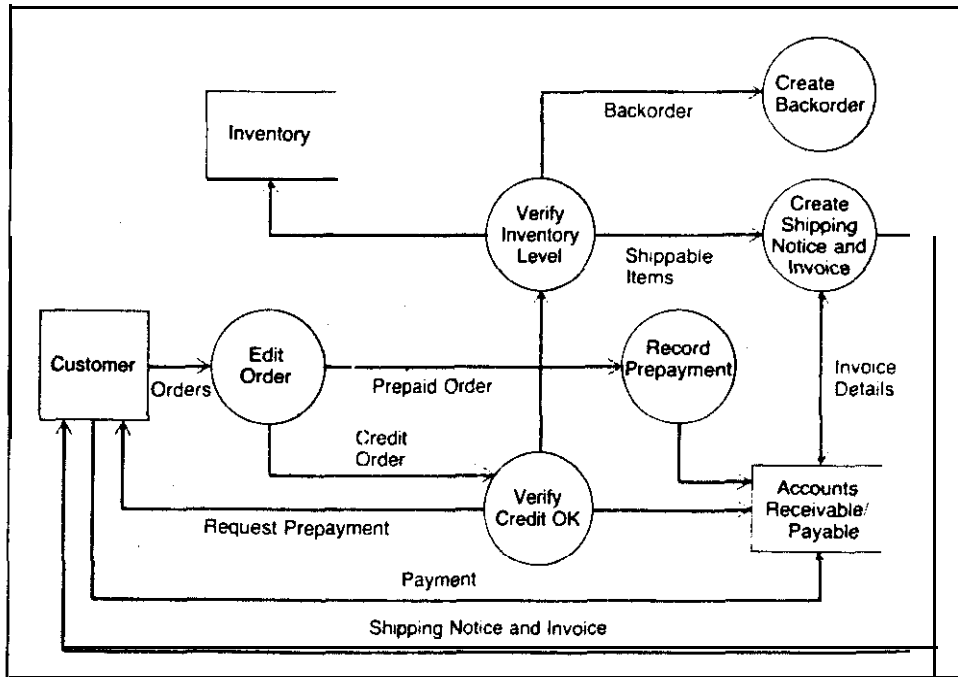 Create
Backorder
Backorder
Inventory
Verify
Inventory
Level
Create
Shipping
Notice and
Invoice
Shippable
Items
Customer
Orders
Edit
Order
Prepaid Order
Record
Prepayment
Invoice
Details
Credit
Order
Verify
Credit OK
Request Prepayment
Accounts
Receivable/
Payable
Payment
Shipping Notice and Invoice